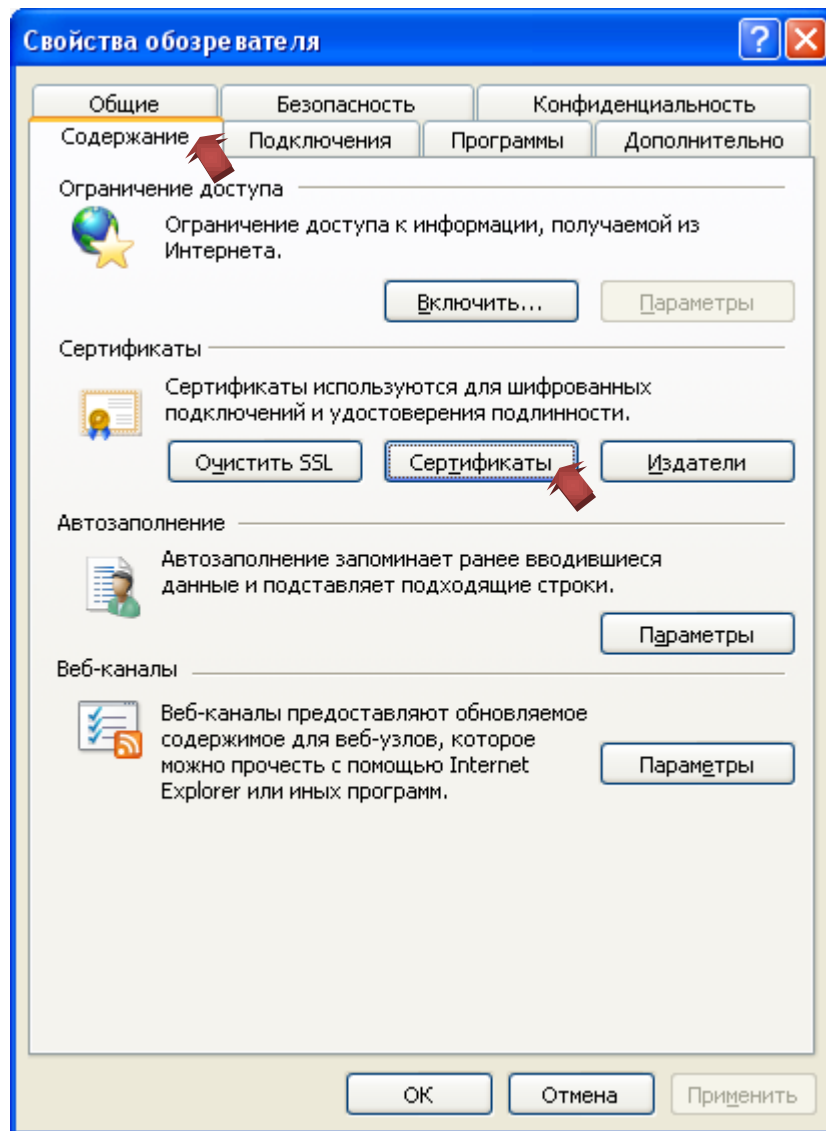 Свойства обозревателя
Общие Безопасность Конфиденциальность
Содержание Подключения Программы Дополнительно
Ограничение доступа
Ограничение доступа к информации, получаемой из
Интернета.
Включить... Параметры
Сертификаты
Сертификаты используются для шифрованных
подключений и удостоверения подлинности.
Очистить SSL Сертификаты Издатели
Автозаполнение
Автозаполнение запоминает ранее вводившиеся
данные и подставляет подходящие строки.
Параметры
Веб-каналы
Веб-каналы предоставляют обновляемое
содержимое для веб-узлов, которое
можно прочесть с помощью Internet
Explorer или иных программ.
Параметры
ОК Отмена Применить